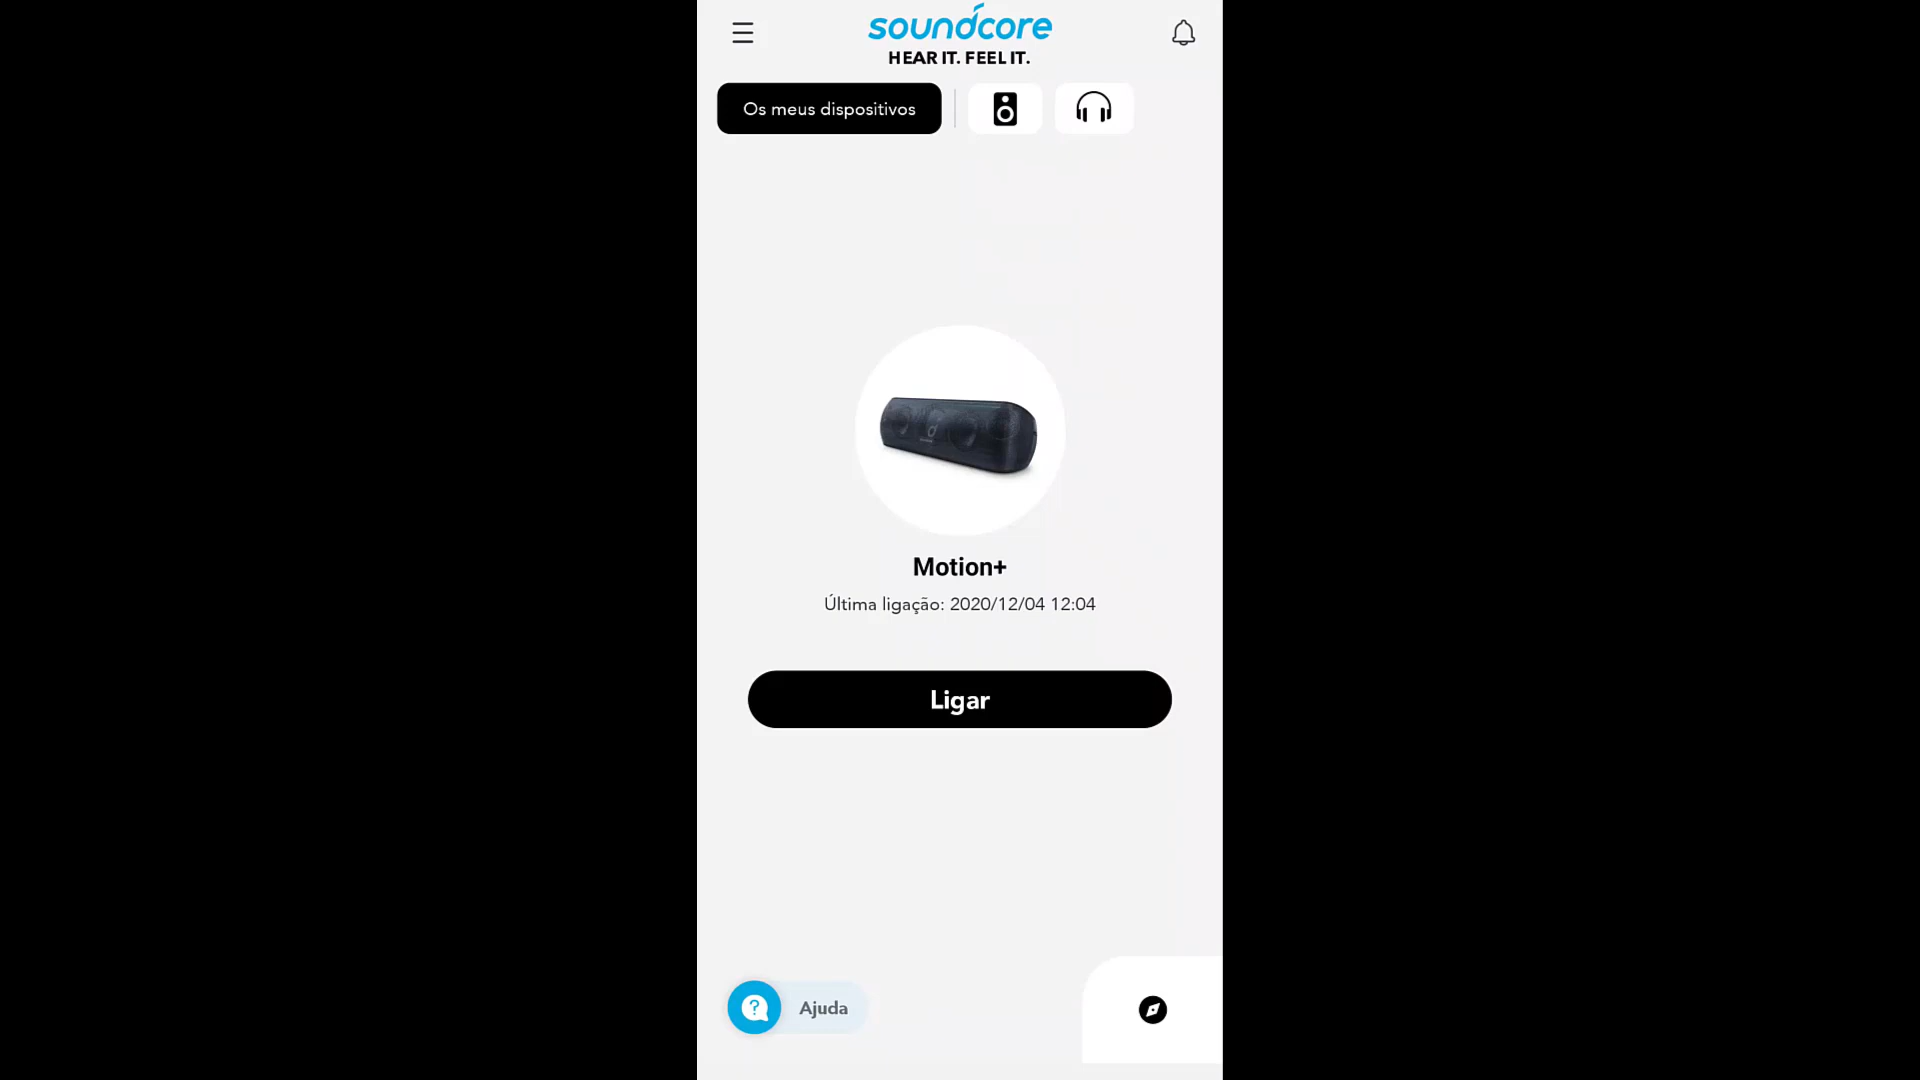 soundcore
HEAR IT. FEEL IT.
Os meus dispositivos
Motion+
Última ligação: 2020/12/04 12:04
Ligar
Ajuda